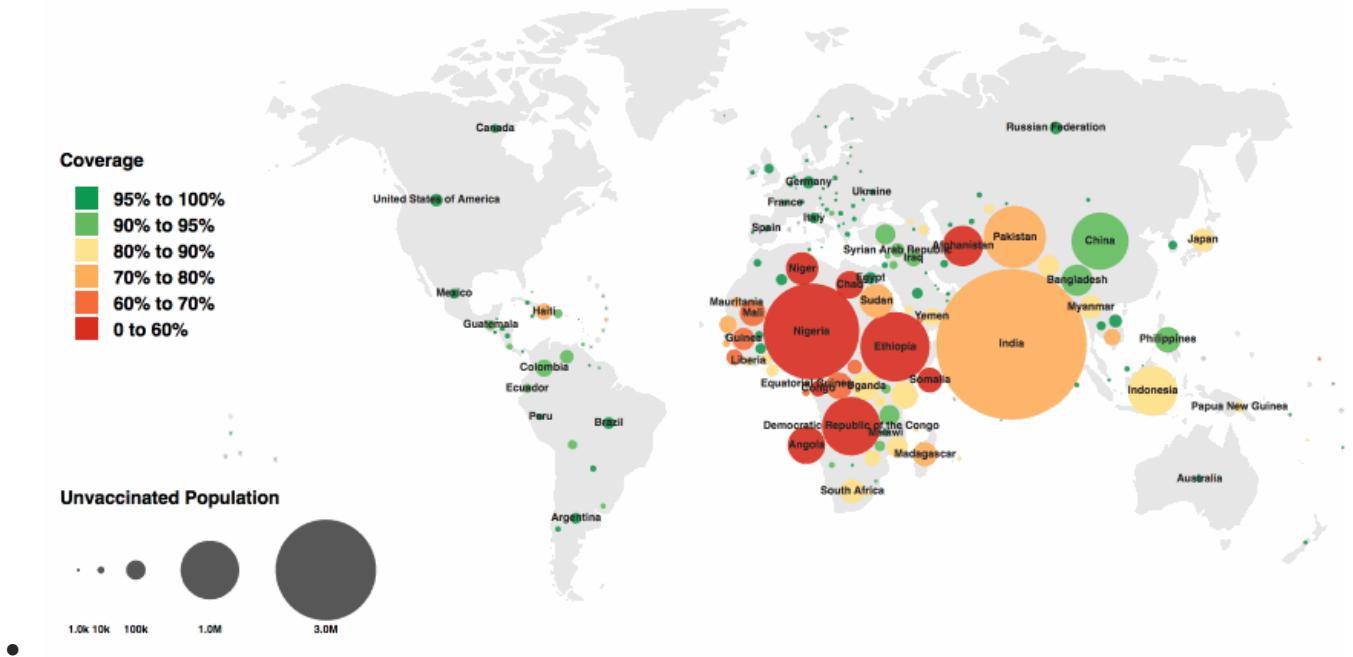 Canada
Russian Federation
Coverage
95% to 100%
90% to 95%
80% to 90%
70% to 80%
60% to 70%
0 to 60%
United States of America
Germany
Ukraine
France
Italy
Spain
Syrian Arab Republic
Iraq
Afghanistan
Pakistan
China
Japan
Niger
Chad
Egypt
Bangladesh
Mexico
Haiti
Guatemala
Mauritania
Mali
Sudan
Yemen
Myanmar
Guinea
Nigeria
Ethiopia
India
Philippines
Liberia
Colombia
Ecuador
Equatorial Guinea
Congo
Uganda
Somalia
Indonesia
Papua New Guinea
Peru
Brazil
Democratic Republic of the Congo
Malawi
Angola
Madagascar
South Africa
Australia
Argentina
Unvaccinated Population
1.0k 10k 100k 1.0M 3.0M